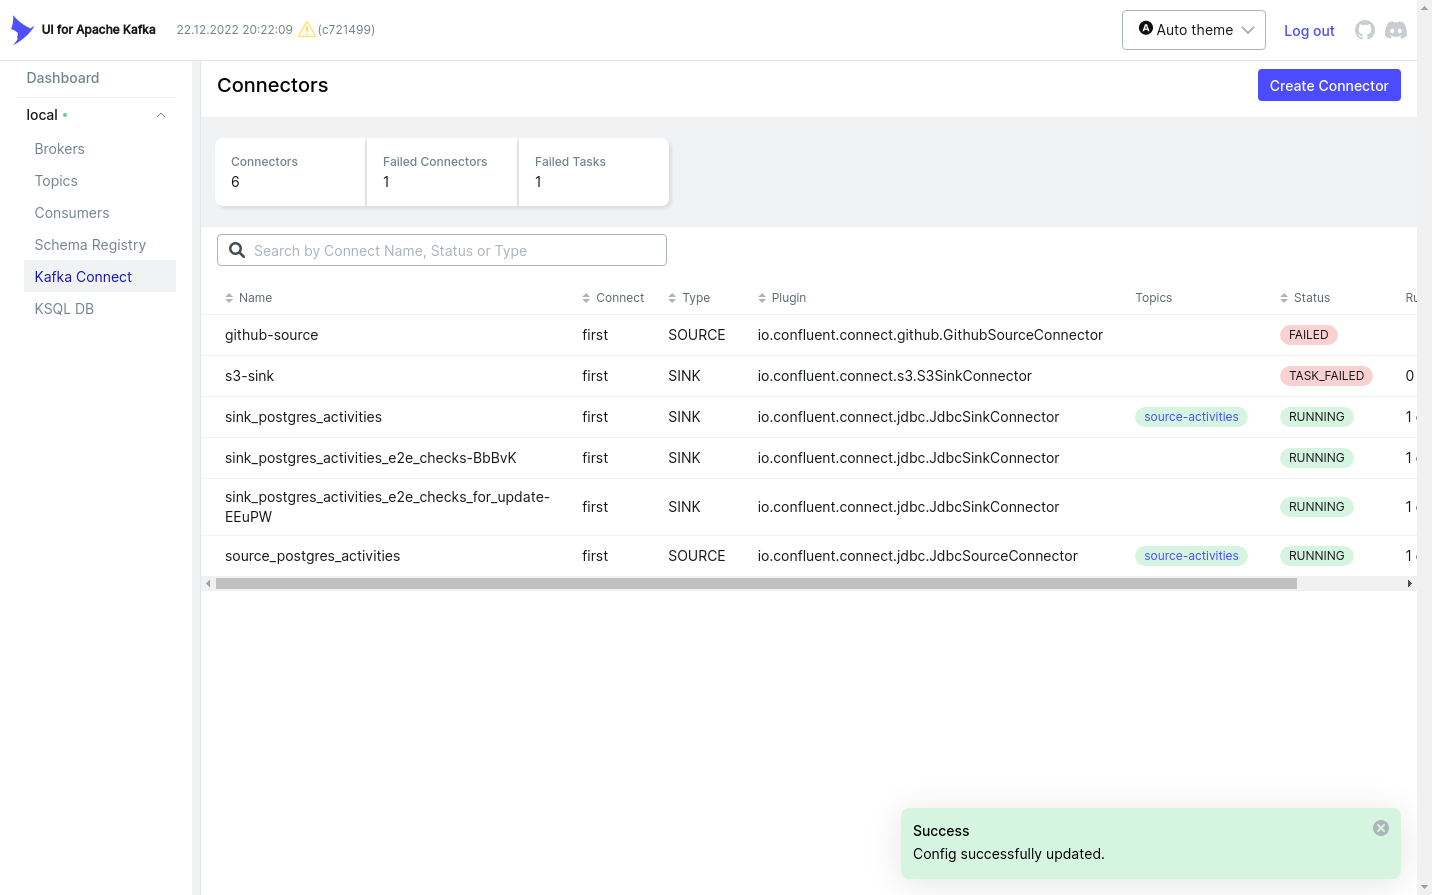 UI for Apache Kafka
22.12.2022 20:22:09
(c721499)
Auto theme
Log out
Dashboard
local
Brokers
Topics
Consumers
Schema Registry
Kafka Connect
KSQL DB
Connectors
Create Connector
Connectors
6
Failed Connectors
1
Failed Tasks
1
Search by Connect Name, Status or Type
Name Connect Type Plugin Topics Status
github-source first SOURCE io.confluent.connect.github.GithubSourceConnector FAILED
s3-sink first SINK io.confluent.connect.s3.S3SinkConnector TASK_FAILED 0
sink_postgres_activities first SINK io.confluent.connect.jdbc.JdbcSinkConnector source-activities RUNNING 1
sink_postgres_activities_e2e_checks-BbBvK first SINK io.confluent.connect.jdbc.JdbcSinkConnector RUNNING 1
sink_postgres_activities_e2e_checks_for_update-
EEuPW first SINK io.confluent.connect.jdbc.JdbcSinkConnector RUNNING 1
source_postgres_activities first SOURCE io.confluent.connect.jdbc.JdbcSourceConnector source-activities RUNNING 1
Success
Config successfully updated.